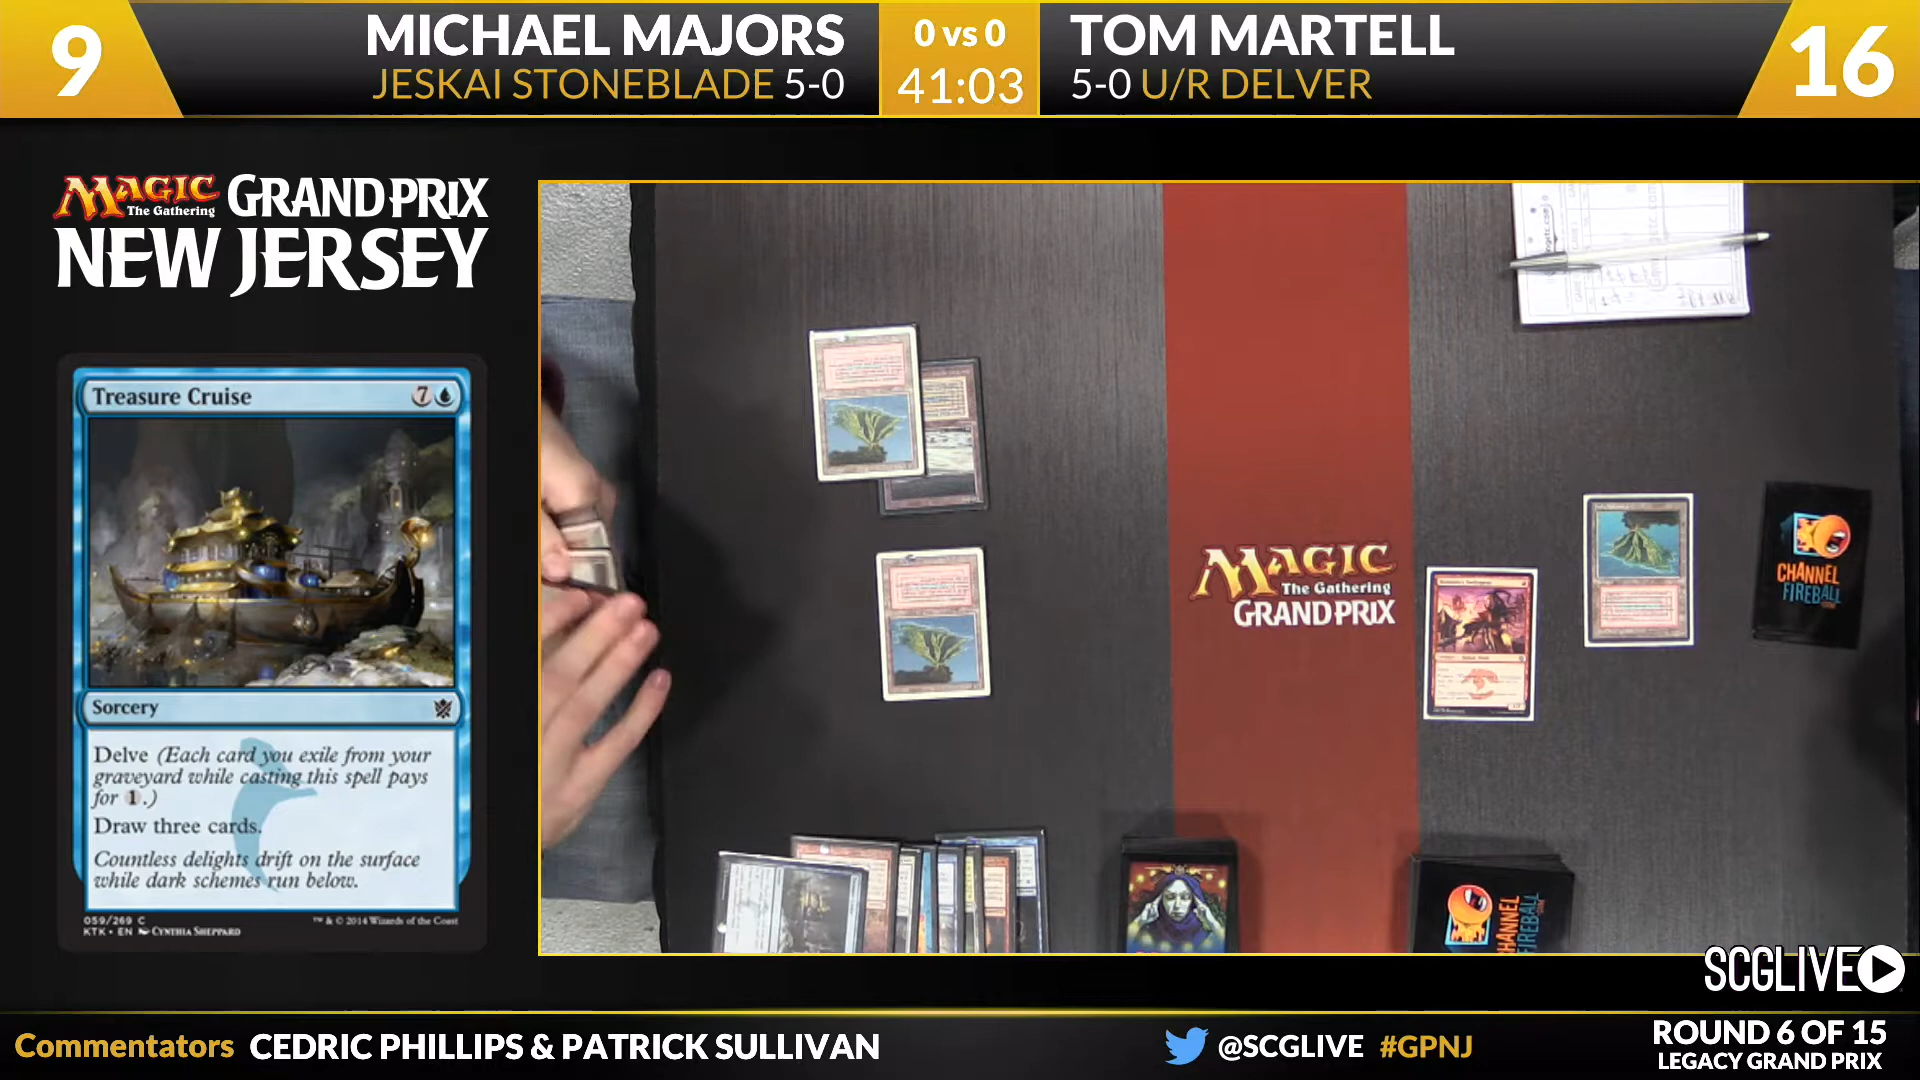 9
MICHAEL MAJORS
JESKAI STONEBLADE 5-0
0 vs 0
41:03
TOM MARTELL
5-0 U/R DELVER
16
MAGIC
The Gathering
GRAND PRIX
NEW JERSEY
Treasure Cruise 7
Sorcery
Delve (Each card you exile from your
graveyard while casting this spell pays
for 1.)
Draw three cards.
Countless delights drift on the surface
while dark schemes run below.
059/269 C
KTK • EN CYNTHIA SHEPPARD
™ & © 2014 Wizards of the Coast
MAGIC
The Gathering
GRAND PRIX
CHANNEL
FIREBALL
CHANNEL
FIREBALL
SCGLIVE
Commentators CEDRIC PHILLIPS & PATRICK SULLIVAN
@SCGLIVE #GPNJ
ROUND 6 OF 15
LEGACY GRAND PRIX